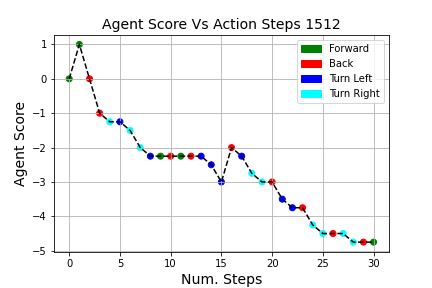 Agent Score Vs Action Steps 1512
Forward
Back
Turn Left
Turn Right
1
0
−1
−2
−3
−4
−5
Agent Score
0 5 10 15 20 25 30
Num. Steps